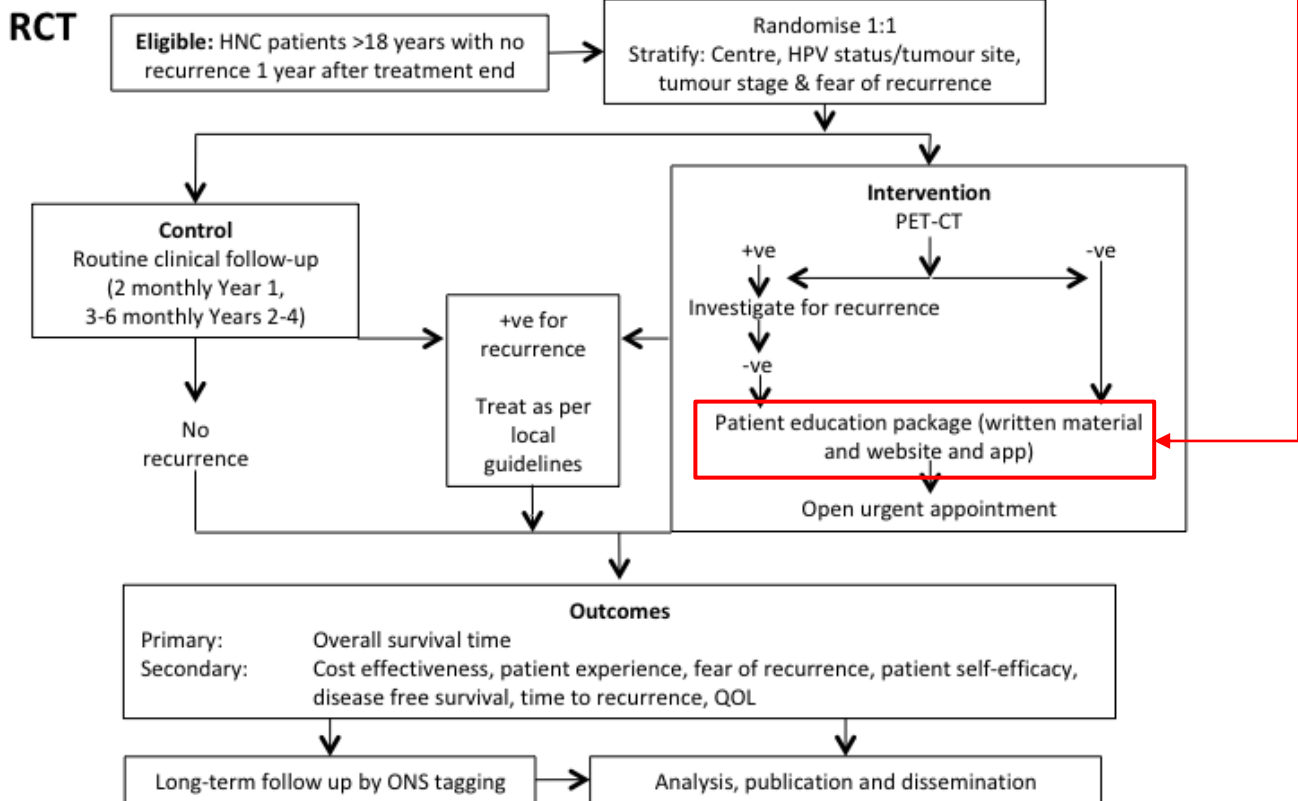 RCT
Eligible: HNC patients >18 years with no
recurrence 1 year after treatment end
Randomise 1:1
Stratify: Centre, HPV status/tumour site,
tumour stage & fear of recurrence
Control
Routine clinical follow-up
(2 monthly Year 1,
3-6 monthly Years 2-4)
No
recurrence
+ve for
recurrence
Treat as per
local
guidelines
Intervention
PET-CT
+ve
-ve
Investigate for recurrence
-ve
Patient education package (written material
and website and app)
Open urgent appointment
Outcomes
Primary: Overall survival time
Secondary: Cost effectiveness, patient experience, fear of recurrence, patient self-efficacy,
disease free survival, time to recurrence, QOL
Long-term follow up by ONS tagging
Analysis, publication and dissemination